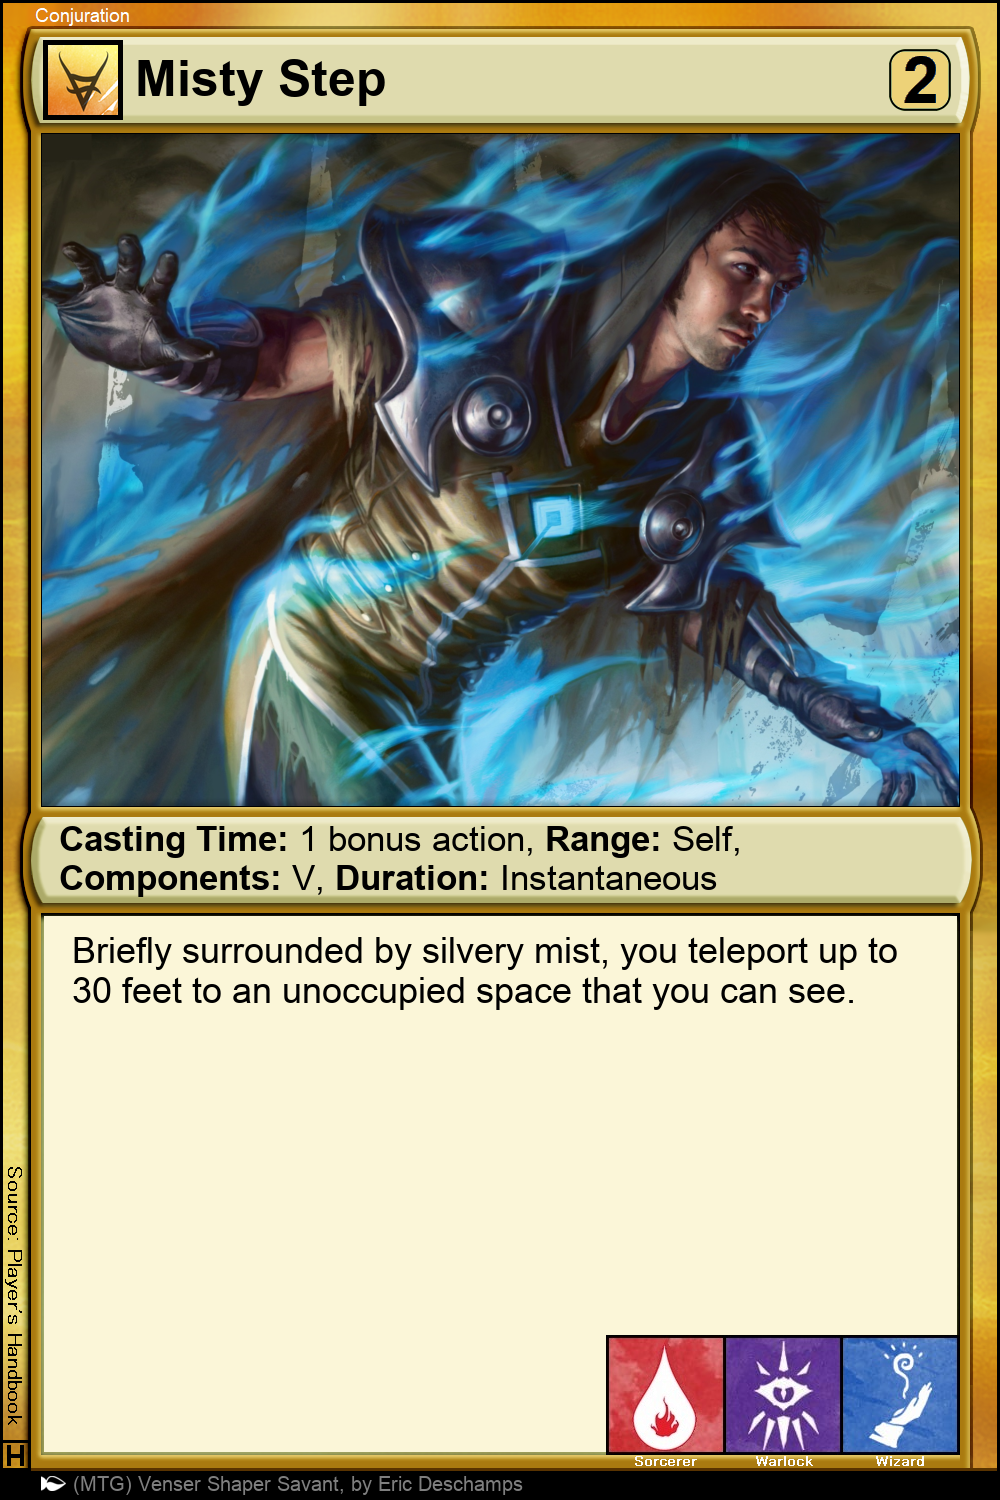 Conjuration
Misty Step
2
Casting Time: 1 bonus action, Range: Self,
Components: V, Duration: Instantaneous
Briefly surrounded by silvery mist, you teleport up to
30 feet to an unoccupied space that you can see.
Source: Player's Handbook
H
Sorcerer
Warlock
Wizard
(MTG) Venser Shaper Savant, by Eric Deschamps